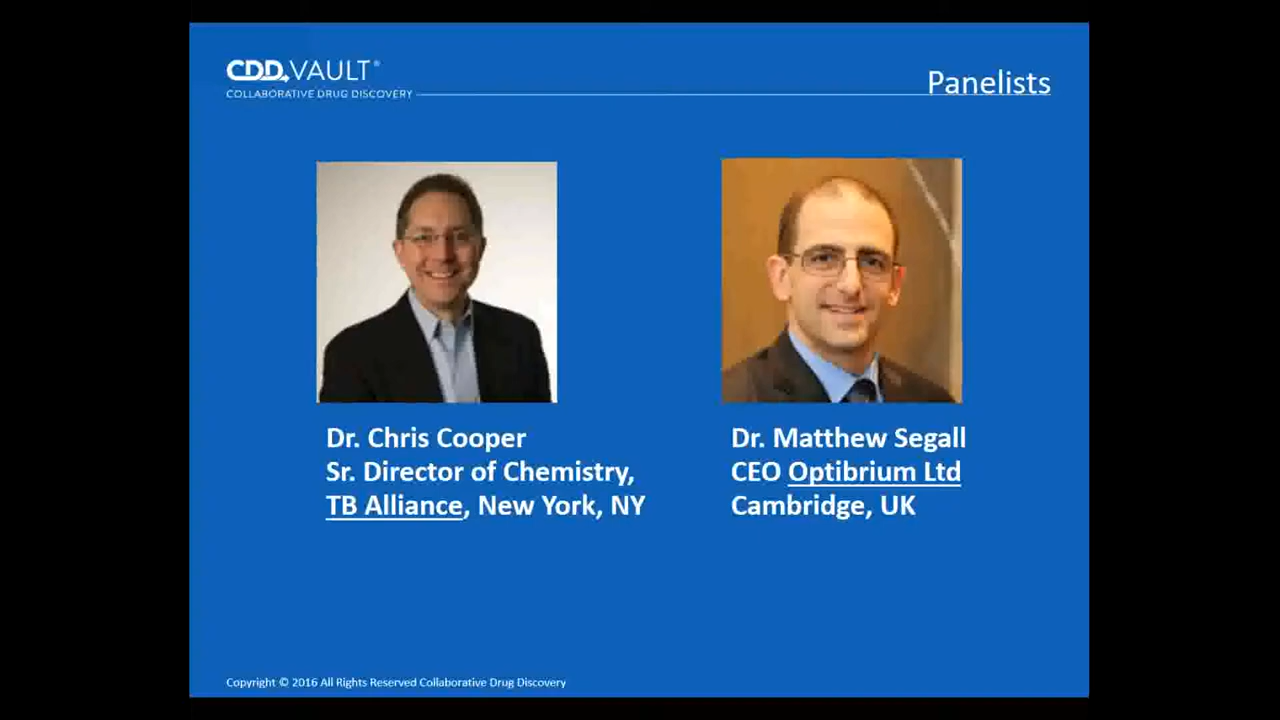 CDD VAULT®
COLLABORATIVE DRUG DISCOVERY
Panelists
Dr. Chris Cooper
Sr. Director of Chemistry,
TB Alliance, New York, NY
Dr. Matthew Segall
CEO Optibrium Ltd
Cambridge, UK
Copyright © 2016 All Rights Reserved Collaborative Drug Discovery